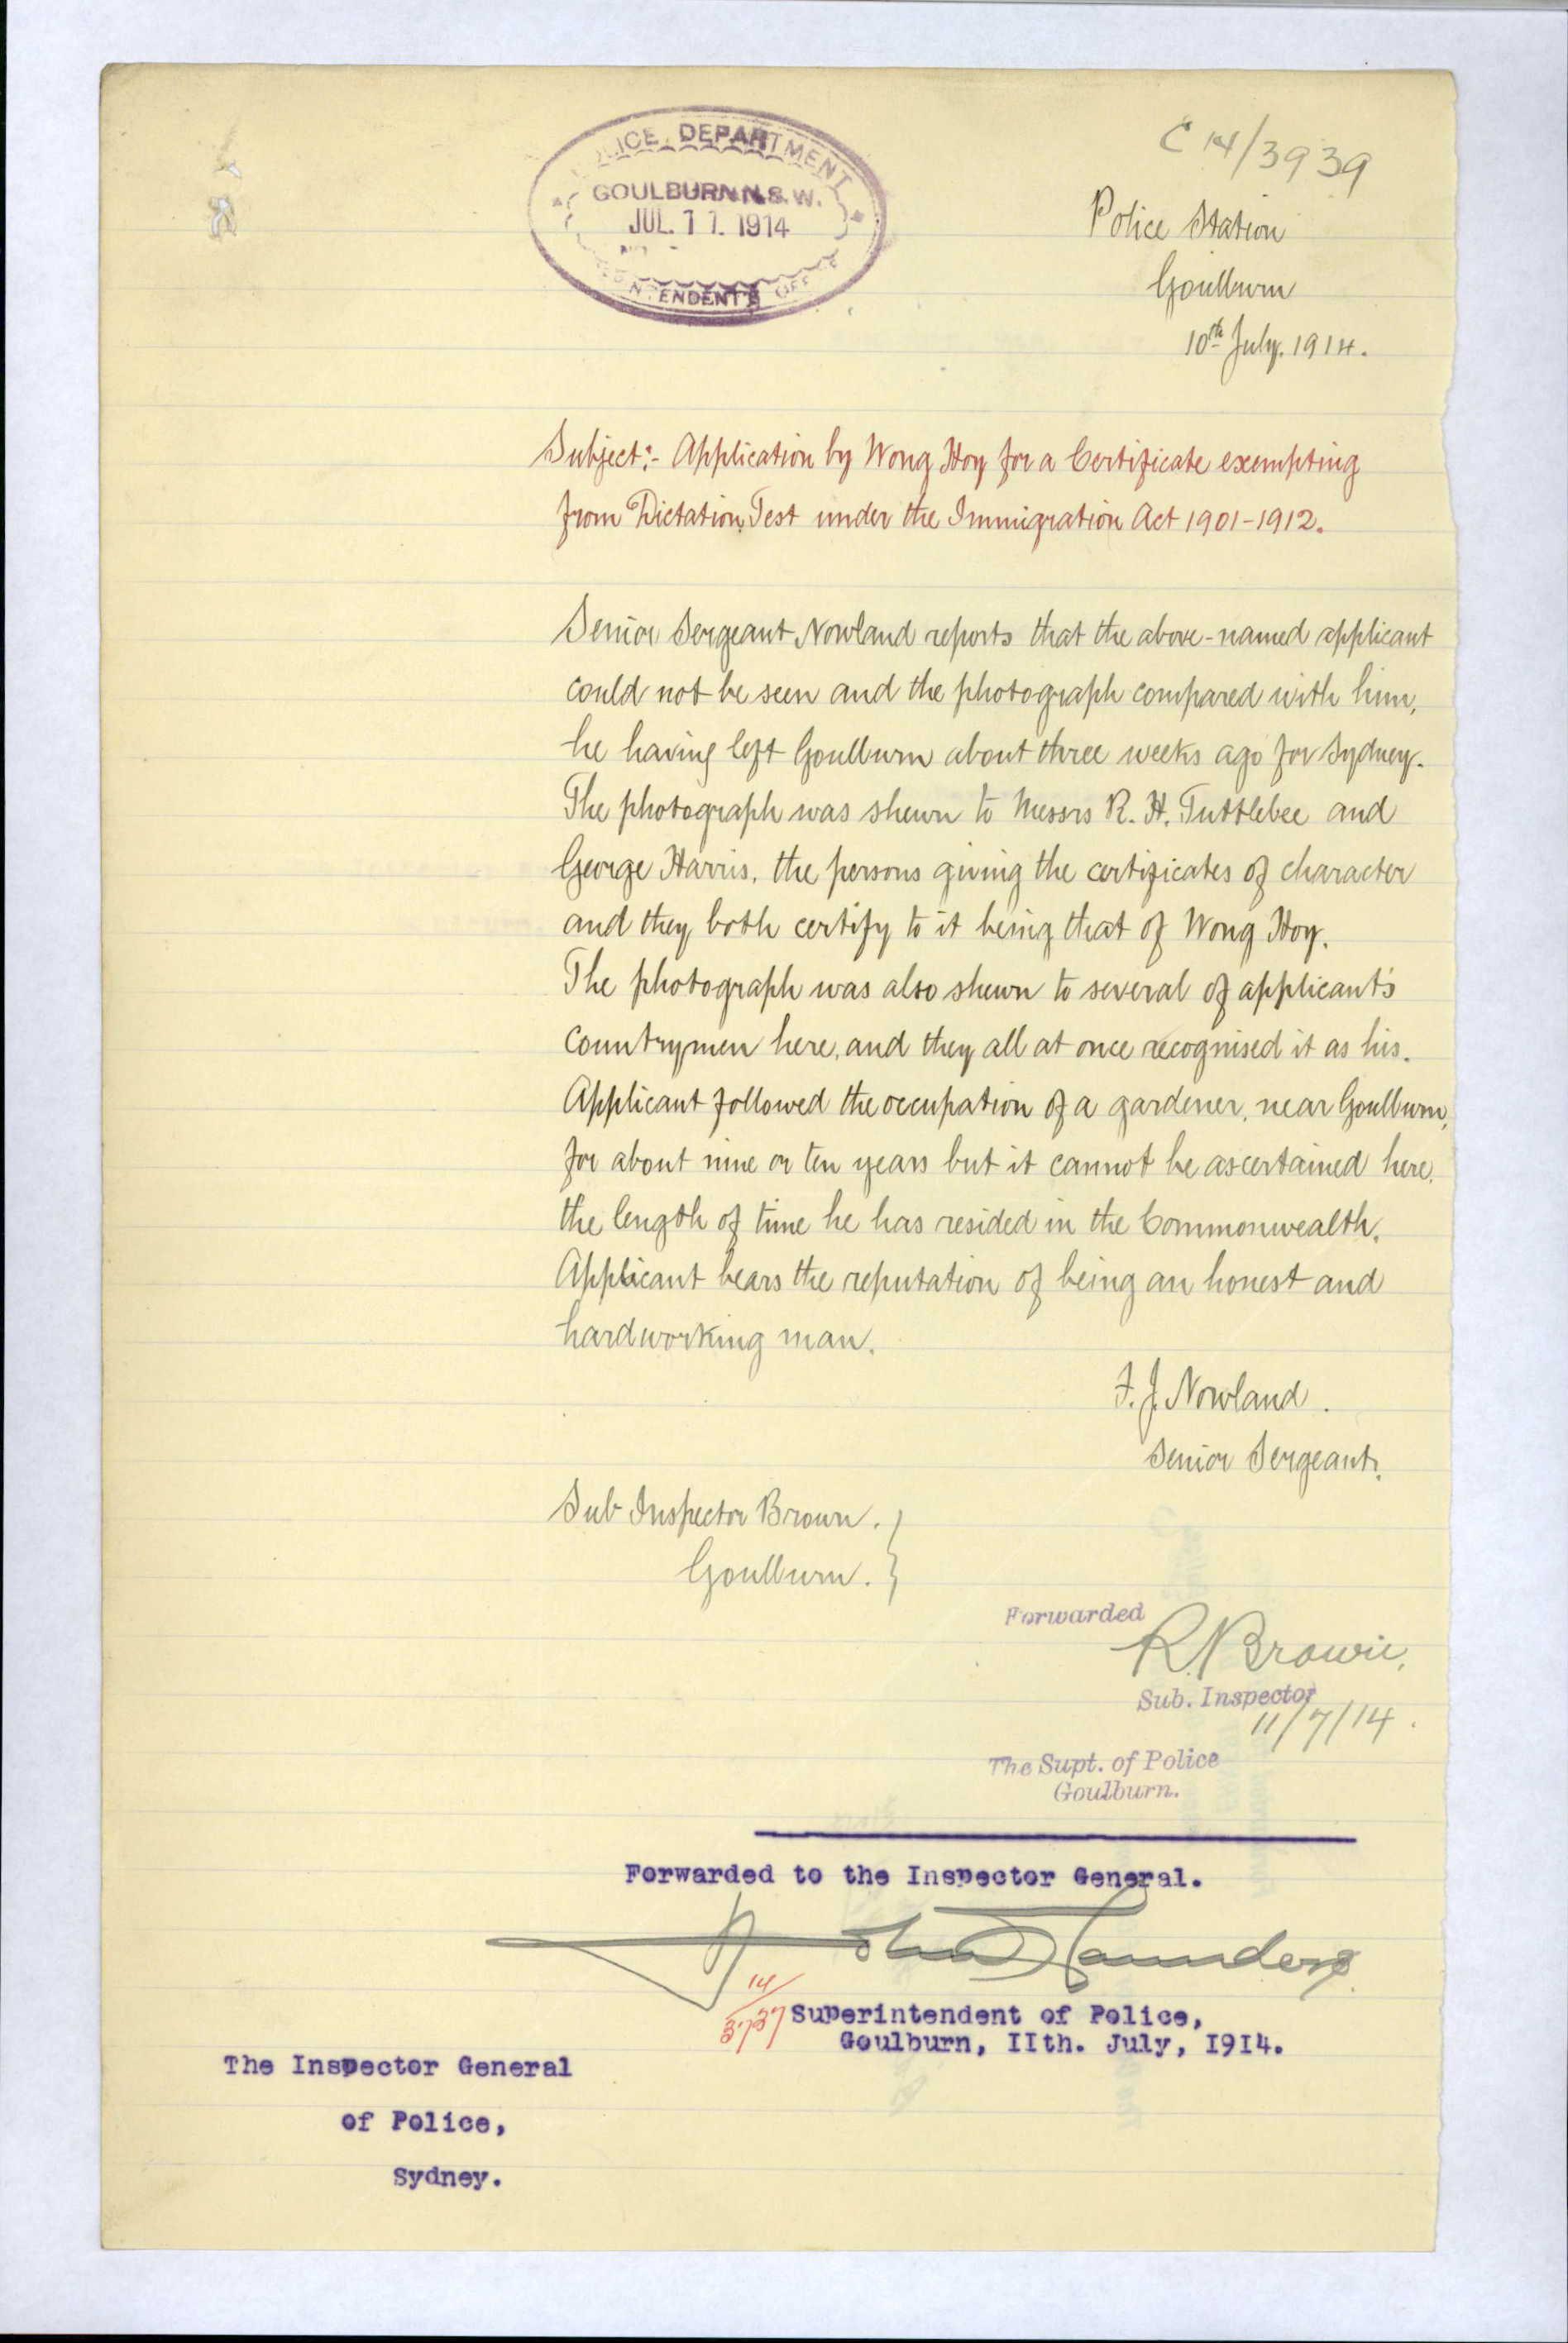 POLICE DEPARTMENT
GOULBURN N.S.W.
JUL. 11. 1914
C 14/3939
Police Station
Goulburn
10th July. 1914.
Subject:- Application by Wong Hoy for a Certificate exempting
from Dictation Test under the Immigration Act 1901-1912.
Senior Sergeant Nowland reports that the above-named applicant
could not be seen and the photograph compared with him,
he having left Goulburn about three weeks ago for Sydney.
The photograph was shewn to Messrs R. H. Tuttlebee and
George Harris, the persons giving the certificates of character
and they both certify to it being that of Wong Hoy.
The photograph was also shewn to several of applicant's
Countrymen here, and they all at once recognised it as his.
Applicant followed the occupation of a gardener, near Goulburn,
for about nine or ten years but it cannot be ascertained here,
the length of time he has resided in the Commonwealth.
Applicant bears the reputation of being an honest and
hardworking man.
F. J. Nowland.
Senior Sergeant.
Sub Inspector Brown. }
Goulburn. }
Forwarded
R. Brown.
Sub. Inspector
11/7/14.
The Supt. of Police
Goulburn.
Forwarded to the Inspector General.
Saunders
14/3737
Superintendent of Police,
Goulburn, IIth. July, I9I4.
The Inspector General
of Police,
Sydney.